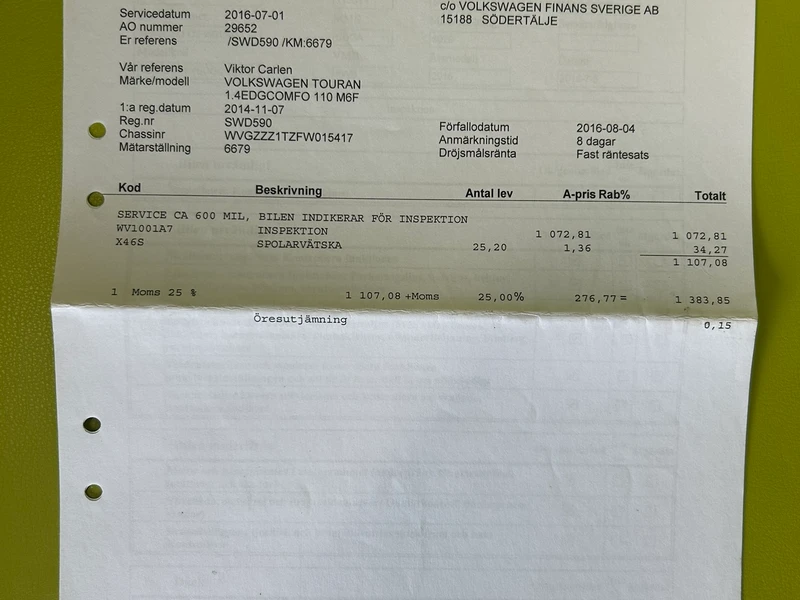 c/o VOLKSWAGEN FINANS SVERIGE AB
15188 SÖDERTÄLJE
Servicedatum 2016-07-01
AO nummer 29652
Er referens /SWD590 /KM:6679
Vår referens Viktor Carlen
Märke/modell VOLKSWAGEN TOURAN
1.4EDGCOMFO 110 M6F
1:a reg.datum 2014-11-07
Reg.nr SWD590
Chassinr WVGZZZ1TZFW015417
Mätarställning 6679
Förfallodatum 2016-08-04
Anmärkningstid 8 dagar
Dröjsmålsränta Fast räntesats
Kod Beskrivning Antal lev A-pris Rab% Totalt
SERVICE CA 600 MIL, BILEN INDIKERAR FÖR INSPEKTION
WV1001A7 INSPEKTION 1 072,81 1 072,81
X46S SPOLARVÄTSKA 25,20 1,36 34,27
1 107,08
1 Moms 25 % 1 107,08 +Moms 25,00% 276,77 = 1 383,85
Öresutjämning 0,15